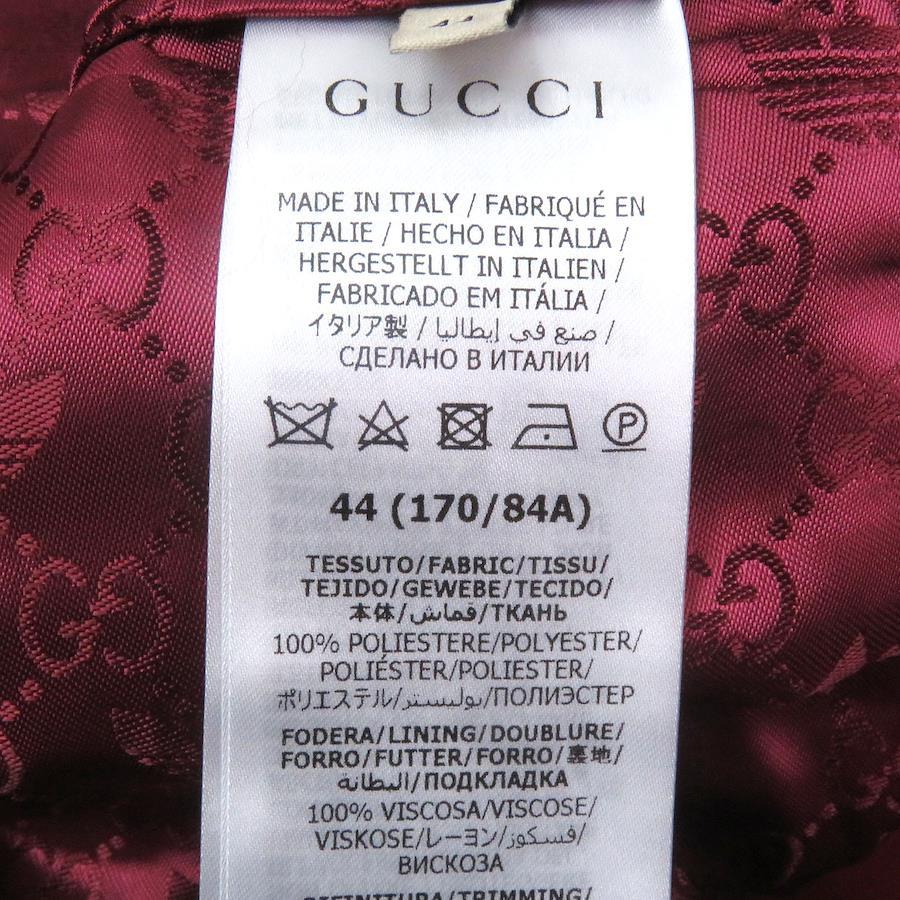 44
GUCCI
MADE IN ITALY / FABRIQUÉ EN
ITALIE / HECHO EN ITALIA /
HERGESTELLT IN ITALIEN /
FABRICADO EM ITÁLIA /
イタリア製 / صنع في إيطاليا /
СДЕЛАНО В ИТАЛИИ
P
44 (170/84A)
TESSUTO/FABRIC/TISSU/
TEJIDO/GEWEBE/TECIDO/
本体/قماش/ТКАНЬ
100% POLIESTERE/POLYESTER/
POLIÉSTER/POLIESTER/
ポリエステル/بوليستر/ПОЛИЭСТЕР
FODERA/LINING/DOUBLURE/
FORRO/FUTTER/FORRO/裏地/
البطانة/ПОДКЛАДКА
100% VISCOSA/VISCOSE/
VISKOSE/レーヨン/فسكوز/
ВИСКОЗА
RIFINITURA/TRIMMING/